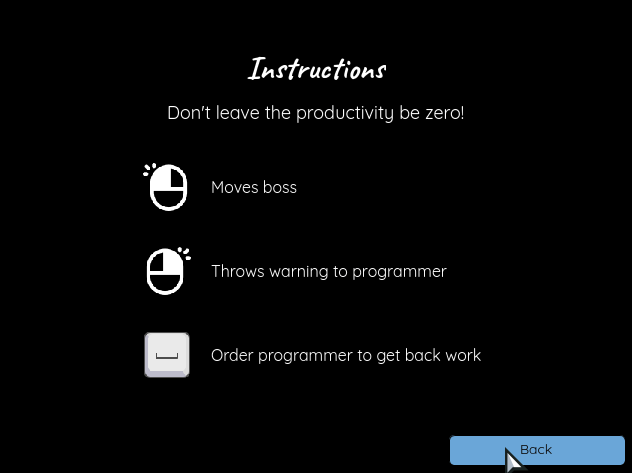 Instructions
Don't leave the productivity be zero!
Moves boss
Throws warning to programmer
Order programmer to get back work
Back